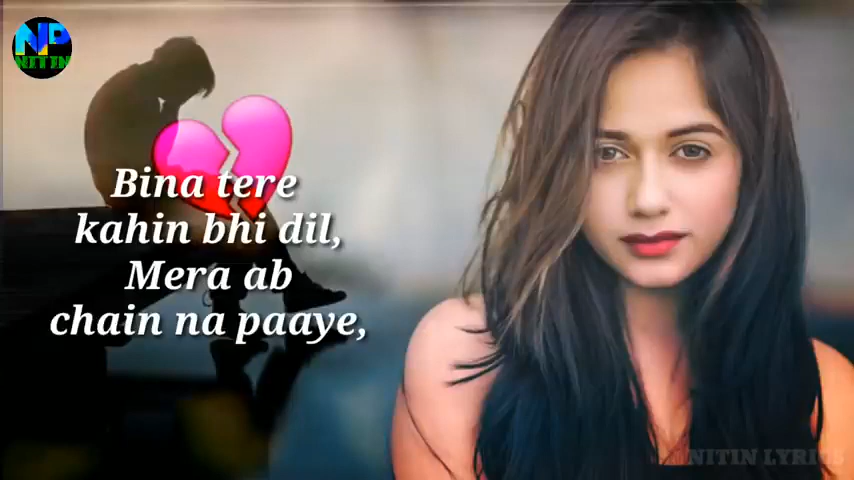 NP
NITIN
Bina tere
kahin bhi dil,
Mera ab
chain na paaye,
NITIN LYRICS